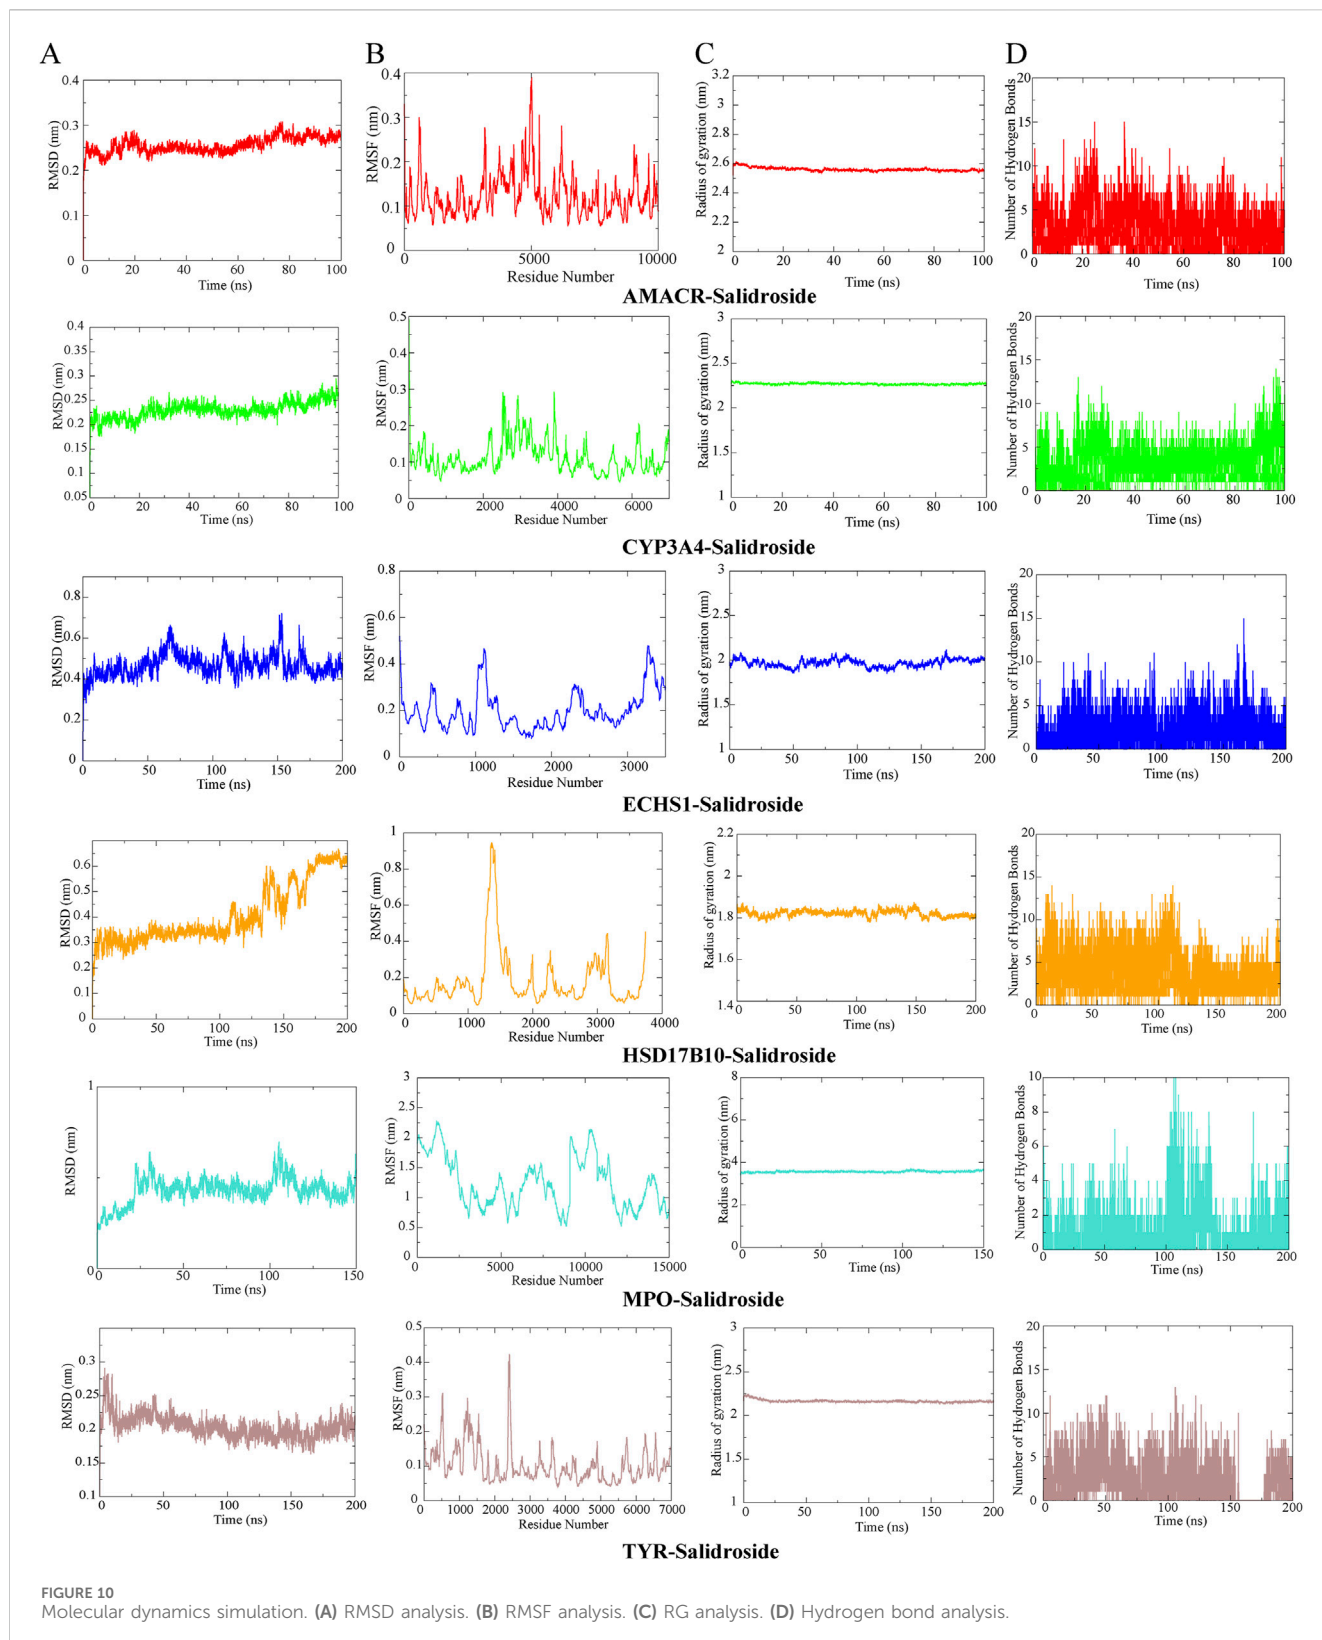 A
B
C
D
0.4
0.3
0.2
0.1
0
RMSD (nm)
0 20 40 60 80 100
Time (ns)
0.4
0.3
0.2
0.1
0
RMSF (nm)
0 5000 10000
Residue Number
3.2
3
2.8
2.6
2.4
2.2
2
Radius of gyration (nm)
0 20 40 60 80 100
Time (ns)
20
15
10
5
0
Number of Hydrogen Bonds
0 20 40 60 80 100
Time (ns)
AMACR-Salidroside
0.4
0.35
0.3
0.25
0.2
0.15
0.1
0.05
RMSD (nm)
0 20 40 60 80 100
Time (ns)
0.5
0.4
0.3
0.2
0.1
0
RMSF (nm)
0 2000 4000 6000
Residue Number
3
2.5
2
1.5
1
Radius of gyration (nm)
0 20 40 60 80 100
Time (ns)
20
15
10
5
0
Number of Hydrogen Bonds
0 20 40 60 80 100
Time (ns)
CYP3A4-Salidroside
0.8
0.6
0.4
0.2
0
RMSD (nm)
0 50 100 150 200
Time (ns)
0.8
0.6
0.4
0.2
0
RMSF (nm)
0 1000 2000 3000
Residue Number
3
2.5
2
1.5
1
Radius of gyration (nm)
0 50 100 150 200
Time (ns)
20
15
10
5
0
Number of Hydrogen Bonds
0 50 100 150 200
Time (ns)
ECHS1-Salidroside
0.6
0.5
0.4
0.3
0.2
0.1
0
RMSD (nm)
0 50 100 150 200
Time (ns)
1
0.8
0.6
0.4
0.2
0
RMSF (nm)
0 1000 2000 3000 4000
Residue Number
2.2
2
1.8
1.6
1.4
Radius of gyration (nm)
0 50 100 150 200
Time (ns)
20
15
10
5
0
Number of Hydrogen Bonds
0 50 100 150 200
Time (ns)
HSD17B10-Salidroside
1
0
RMSD (nm)
0 50 100 150
Time (ns)
3
2.5
2
1.5
1
0.5
0
RMSF (nm)
0 5000 10000 15000
Residue Number
8
6
4
2
0
Radius of gyration (nm)
0 50 100 150
Time (ns)
10
8
6
4
2
0
Number of Hydrogen Bonds
0 50 100 150 200
Time (ns)
MPO-Salidroside
0.3
0.25
0.2
0.15
0.1
RMSD (nm)
0 50 100 150 200
Time (ns)
0.5
0.4
0.3
0.2
0.1
0
RMSF (nm)
0 1000 2000 3000 4000 5000 6000 7000
Residue Number
3
2.5
2
1.5
1
Radius of gyration (nm)
0 50 100 150 200
Time (ns)
20
15
10
5
0
Number of Hydrogen Bonds
0 50 100 150 200
Time (ns)
TYR-Salidroside
FIGURE 10
Molecular dynamics simulation. (A) RMSD analysis. (B) RMSF analysis. (C) RG analysis. (D) Hydrogen bond analysis.